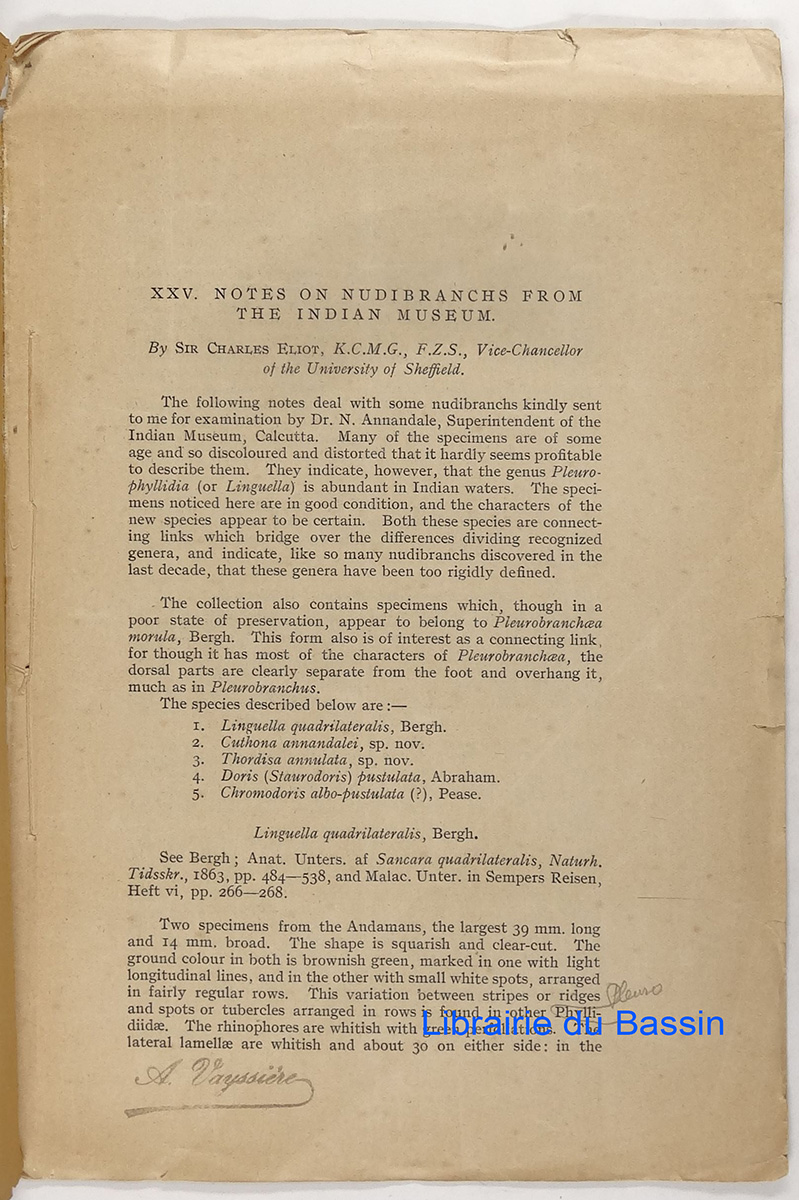 XXV. NOTES ON NUDIBRANCHS FROM
THE INDIAN MUSEUM.
By SIR CHARLES ELIOT, K.C.M.G., F.Z.S., Vice-Chancellor
of the University of Sheffield.
The following notes deal with some nudibranchs kindly sent
to me for examination by Dr. N. Annandale, Superintendent of the
Indian Museum, Calcutta. Many of the specimens are of some
age and so discoloured and distorted that it hardly seems profitable
to describe them. They indicate, however, that the genus Pleuro-
phyllidia (or Linguella) is abundant in Indian waters. The speci-
mens noticed here are in good condition, and the characters of the
new species appear to be certain. Both these species are connect-
ing links which bridge over the differences dividing recognized
genera, and indicate, like so many nudibranchs discovered in the
last decade, that these genera have been too rigidly defined.
The collection also contains specimens which, though in a
poor state of preservation, appear to belong to Pleurobranchæa
morula, Bergh. This form also is of interest as a connecting link,
for though it has most of the characters of Pleurobranchæa, the
dorsal parts are clearly separate from the foot and overhang it,
much as in Pleurobranchus.
The species described below are :—
1. Linguella quadrilateralis, Bergh.
2. Cuthona annandalei, sp. nov.
3. Thordisa annulata, sp. nov.
4. Doris (Staurodoris) pustulata, Abraham.
5. Chromodoris albo-pustulata (?), Pease.
Linguella quadrilateralis, Bergh.
See Bergh ; Anat. Unters. af Sancara quadrilateralis, Naturh.
Tidsskr., 1863, pp. 484—538, and Malac. Unter. in Sempers Reisen,
Heft vi, pp. 266—268.
Two specimens from the Andamans, the largest 39 mm. long
and 14 mm. broad. The shape is squarish and clear-cut. The
ground colour in both is brownish green, marked in one with light
longitudinal lines, and in the other with small white spots, arranged
in fairly regular rows. This variation between stripes or ridges Pleuro
and spots or tubercles arranged in rows is found in other Phylli-
diidæ. The rhinophores are whitish with The
lateral lamellæ are whitish and about 30 on either side: in the
A. Vayssière
Librairie du Bassin